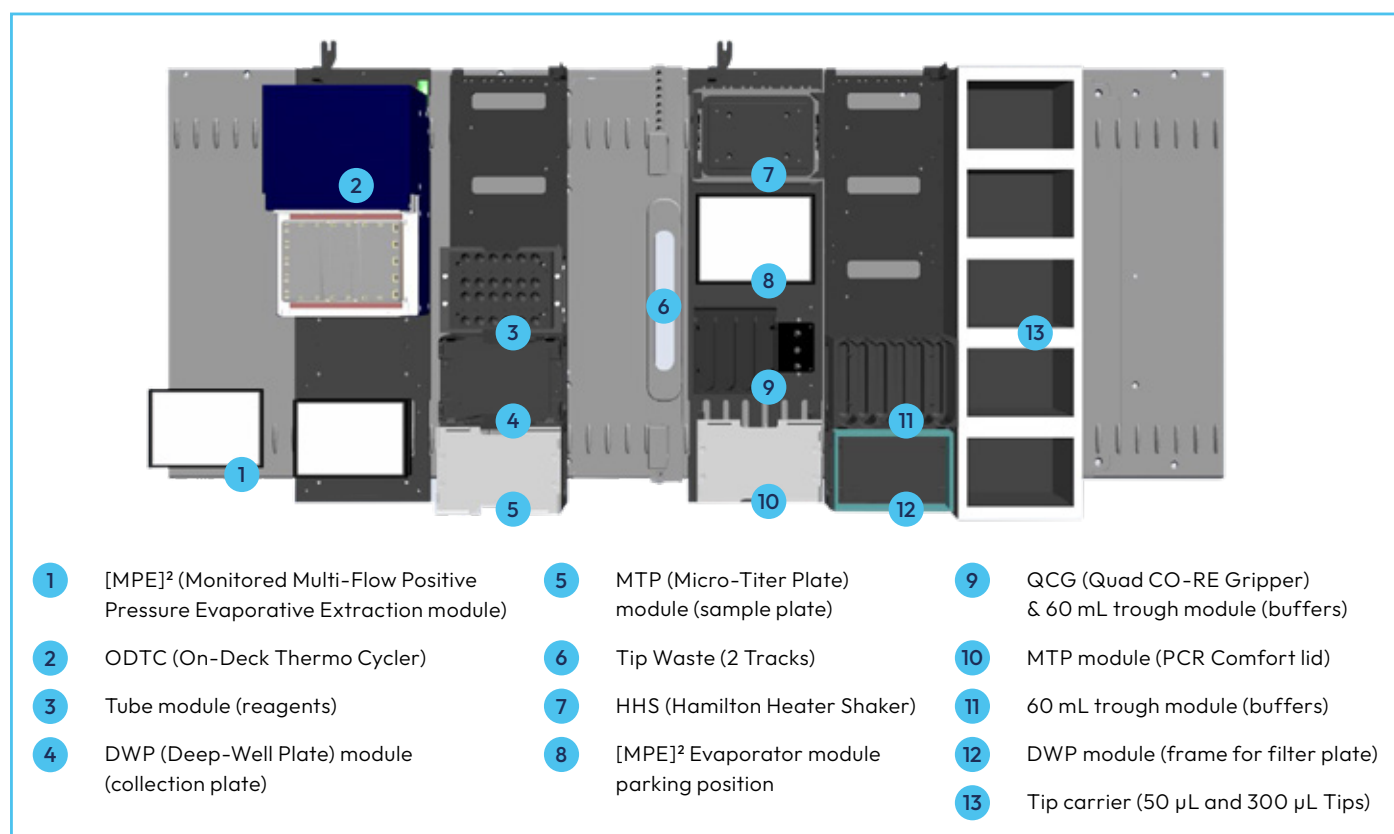 2
7
8
6
3
13
9
4
11
1
5
10
12
1 [MPE]² (Monitored Multi-Flow Positive
Pressure Evaporative Extraction module)
2 ODTC (On-Deck Thermo Cycler)
3 Tube module (reagents)
4 DWP (Deep-Well Plate) module
(collection plate)
5 MTP (Micro-Titer Plate)
module (sample plate)
6 Tip Waste (2 Tracks)
7 HHS (Hamilton Heater Shaker)
8 [MPE]² Evaporator module
parking position
9 QCG (Quad CO-RE Gripper)
& 60 mL trough module (buffers)
10 MTP module (PCR Comfort lid)
11 60 mL trough module (buffers)
12 DWP module (frame for filter plate)
13 Tip carrier (50 µL and 300 µL Tips)